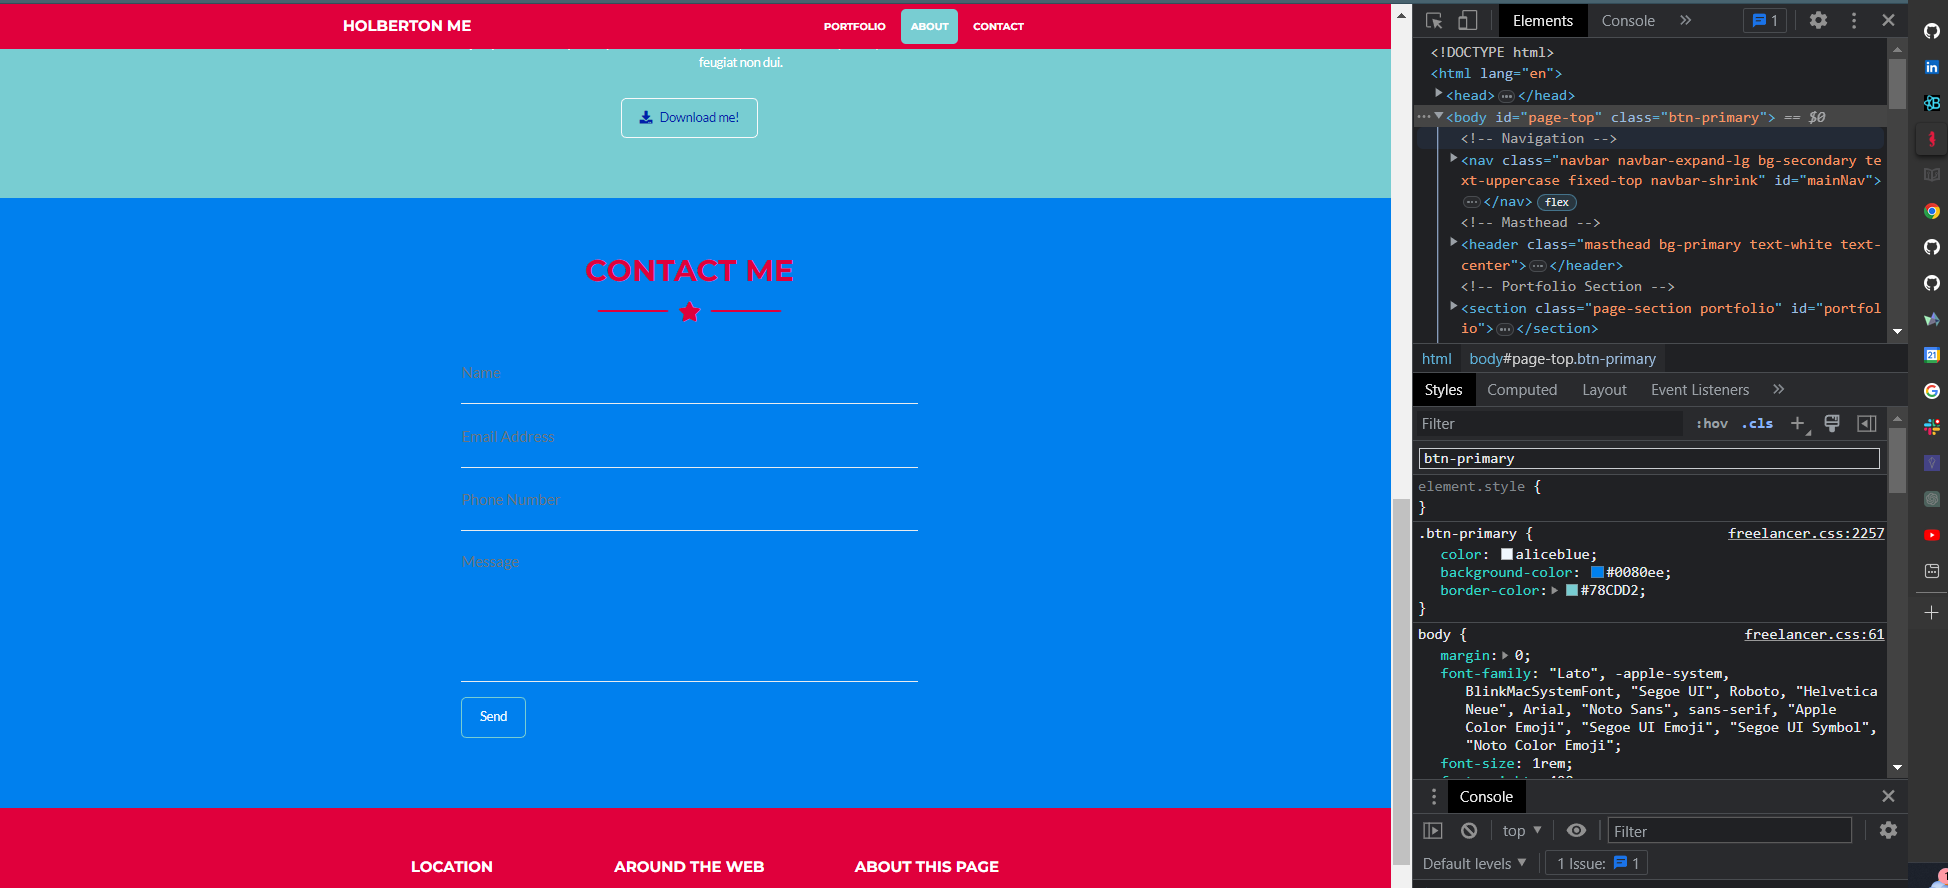 HOLBERTON ME
PORTFOLIO
ABOUT
CONTACT
feugiat non dui.
Download me!
CONTACT ME
Name
Email Address
Phone Number
Message
Send
LOCATION
AROUND THE WEB
ABOUT THIS PAGE
Elements
Console
1
<!DOCTYPE html>
<html lang="en">
<head> ··· </head>
··· <body id="page-top" class="btn-primary"> == $0
<!-- Navigation -->
<nav class="navbar navbar-expand-lg bg-secondary te
xt-uppercase fixed-top navbar-shrink" id="mainNav">
··· </nav> flex
<!-- Masthead -->
<header class="masthead bg-primary text-white text-
center"> ··· </header>
<!-- Portfolio Section -->
<section class="page-section portfolio" id="portfol
io"> ··· </section>
html
body#page-top.btn-primary
Styles
Computed
Layout
Event Listeners
Filter
:hov
.cls
btn-primary
element.style {
}
.btn-primary {
freelancer.css:2257
color: aliceblue;
background-color: #0080ee;
border-color: #78CDD2;
}
body {
freelancer.css:61
margin: 0;
font-family: "Lato", -apple-system,
BlinkMacSystemFont, "Segoe UI", Roboto, "Helvetica
Neue", Arial, "Noto Sans", sans-serif, "Apple
Color Emoji", "Segoe UI Emoji", "Segoe UI Symbol",
"Noto Color Emoji";
font-size: 1rem;
Console
top
Filter
Default levels
1 Issue: 1